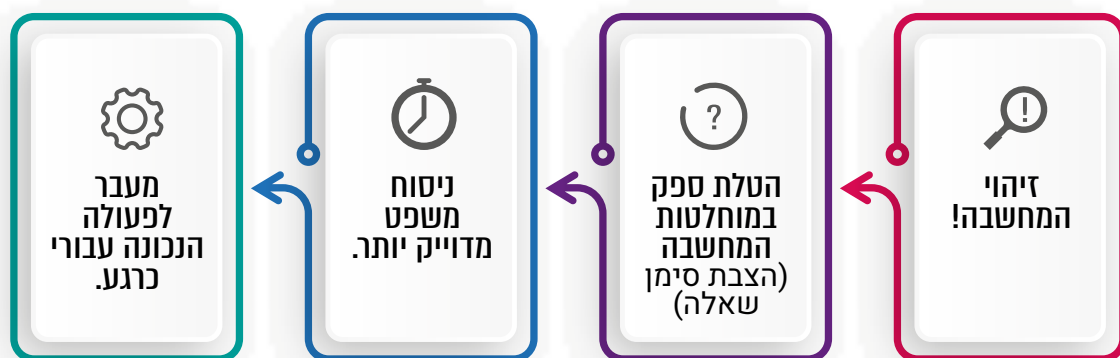 זיהוי
המחשבה!
הטלת ספק
במוחלטות
המחשבה
(הצבת סימן
שאלה)
ניסוח
משפט
מדוייק יותר.
מעבר
לפעולה
הנכונה עבורי
כרגע.